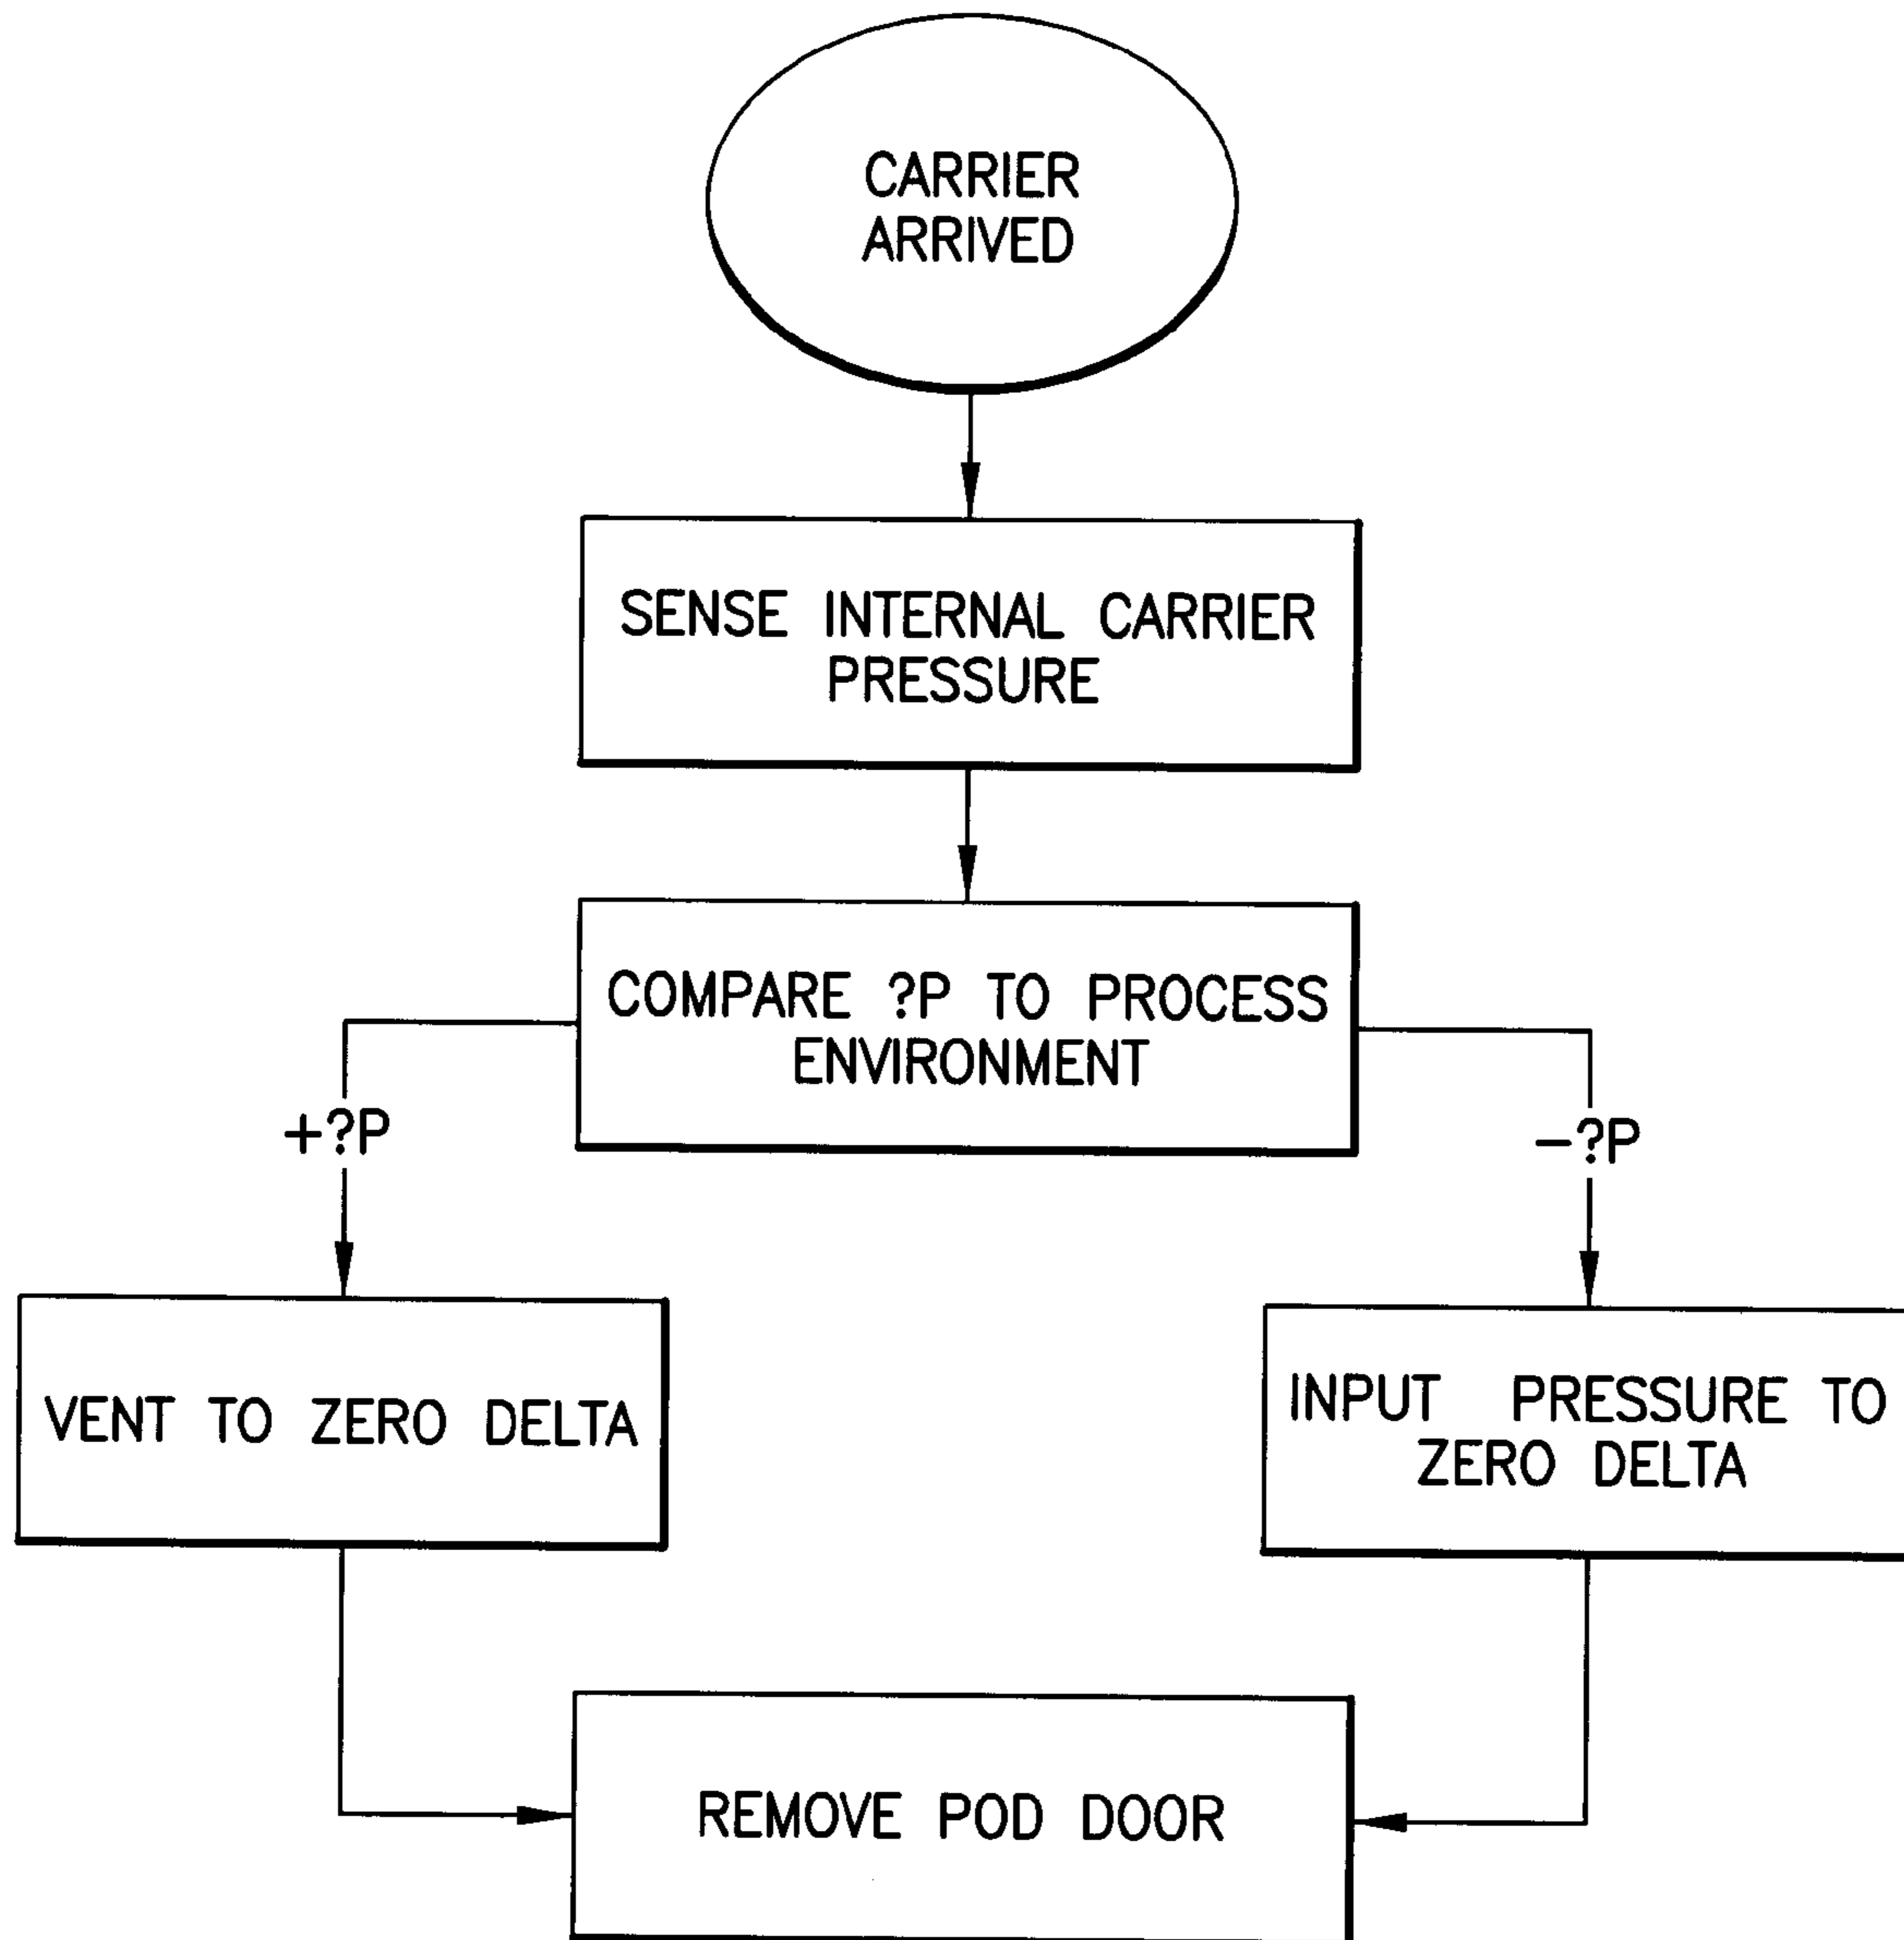 CARRIER
ARRIVED
SENSE INTERNAL CARRIER
PRESSURE
COMPARE ?P TO PROCESS
ENVIRONMENT
+?P
-?P
VENT TO ZERO DELTA
INPUT PRESSURE TO
ZERO DELTA
REMOVE POD DOOR